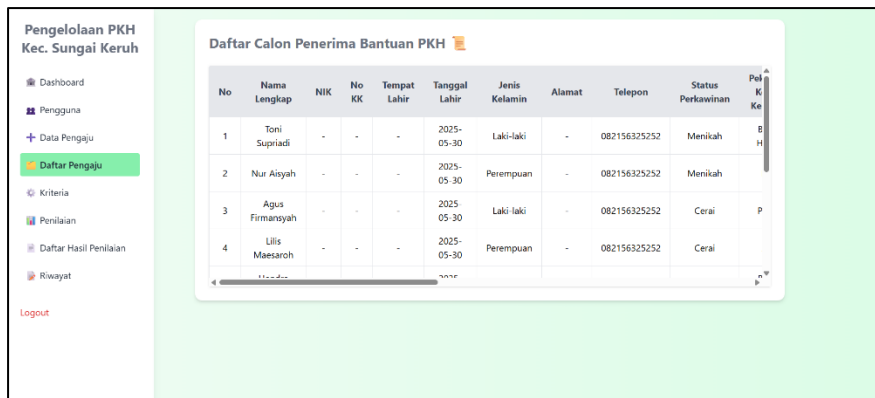 Pengelolaan PKH
Kec. Sungai Keruh
Dashboard
Pengguna
Data Pengaju
Daftar Pengaju
Kriteria
Penilaian
Daftar Hasil Penilaian
Riwayat
Logout
Daftar Calon Penerima Bantuan PKH
No Nama Lengkap NIK No KK Tempat Lahir Tanggal Lahir Jenis Kelamin Alamat Telepon Status Perkawinan
1 Toni Supriadi - - - 2025-05-30 Laki-laki - 082156325252 Menikah
2 Nur Aisyah - - - 2025-05-30 Perempuan - 082156325252 Menikah
3 Agus Firmansyah - - - 2025-05-30 Laki-laki - 082156325252 Cerai P
4 Lilis Maesaroh - - - 2025-05-30 Perempuan - 082156325252 Cerai